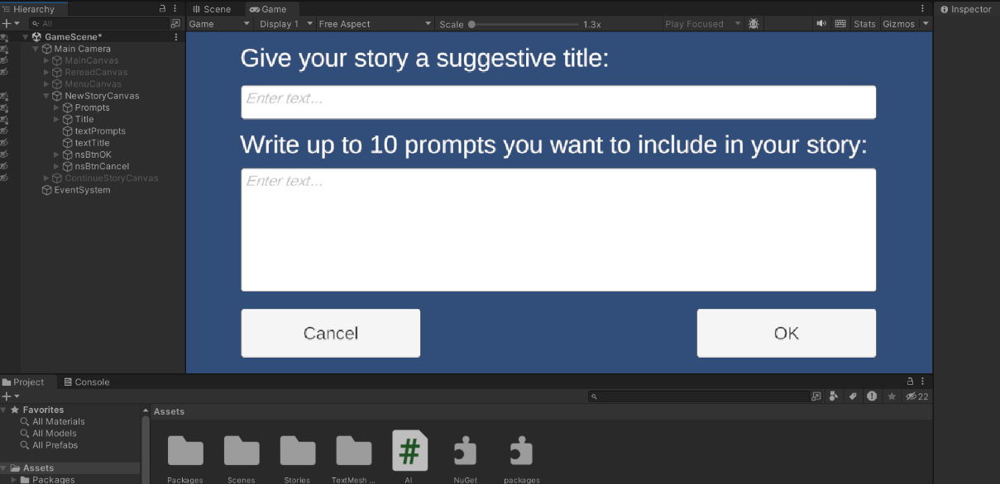 Hierarchy
Scene
Game
Inspector
All
Game
Display 1
Free Aspect
Scale
1.3x
Play Focused
Stats
Gizmos
GameScene*
Main Camera
MainCanvas
RereadCanvas
MenuCanvas
NewStoryCanvas
Prompts
Title
textPrompts
textTitle
nsBtnOK
nsBtnCancel
ContinueStoryCanvas
EventSystem
Give your story a suggestive title:
Enter text...
Write up to 10 prompts you want to include in your story:
Enter text...
Cancel
OK
Project
Console
22
Favorites
All Materials
All Models
All Prefabs
Assets
Packages
Assets
Packages
Scenes
Stories
TextMesh ...
AI
NuGet
packages